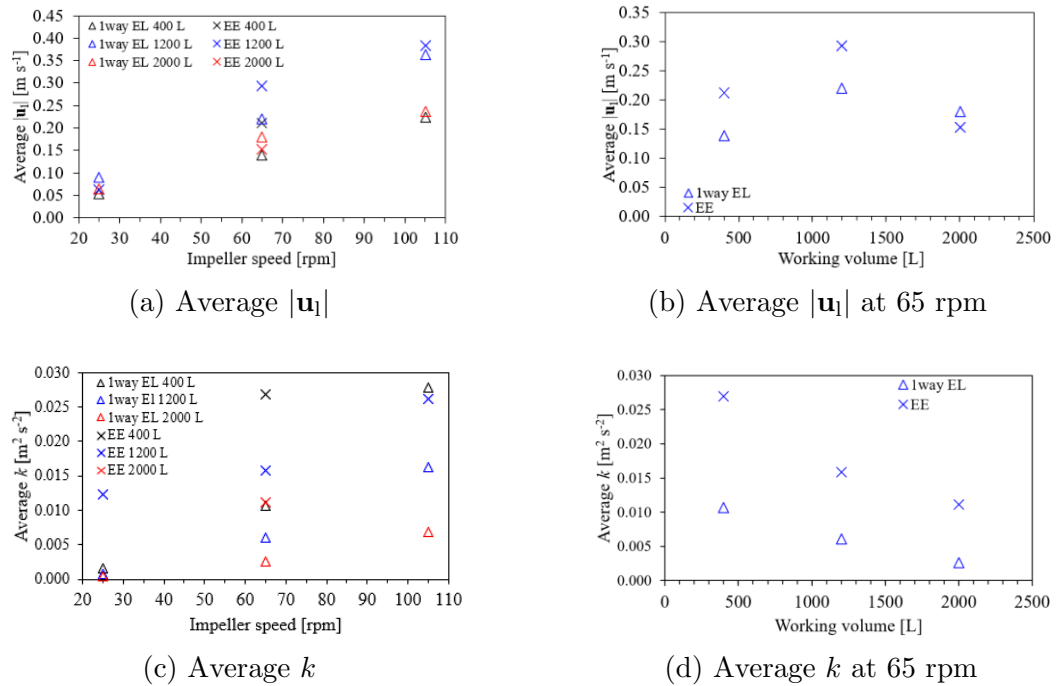 0.45
0.40
0.35
0.30
0.25
0.20
0.15
0.10
0.05
0.00
Average |u_l| [m s⁻¹]
1way EL 400 L EE 400 L
1way EL 1200 L EE 1200 L
1way EL 2000 L EE 2000 L
20 30 40 50 60 70 80 90 100 110
Impeller speed [rpm]
(a) Average |u_l|
0.35
0.30
0.25
0.20
0.15
0.10
0.05
0.00
Average |u_l| [m s⁻¹]
1way EL
EE
0 500 1000 1500 2000 2500
Working volume [L]
(b) Average |u_l| at 65 rpm
0.030
0.025
0.020
0.015
0.010
0.005
0.000
Average k [m² s⁻²]
1way EL 400 L
1way El 1200 L
1way EL 2000 L
EE 400 L
EE 1200 L
EE 2000 L
20 30 40 50 60 70 80 90 100 110
Impeller speed [rpm]
(c) Average k
0.030
0.025
0.020
0.015
0.010
0.005
0.000
Average k [m² s⁻²]
1way EL
EE
0 500 1000 1500 2000 2500
Working volume [L]
(d) Average k at 65 rpm